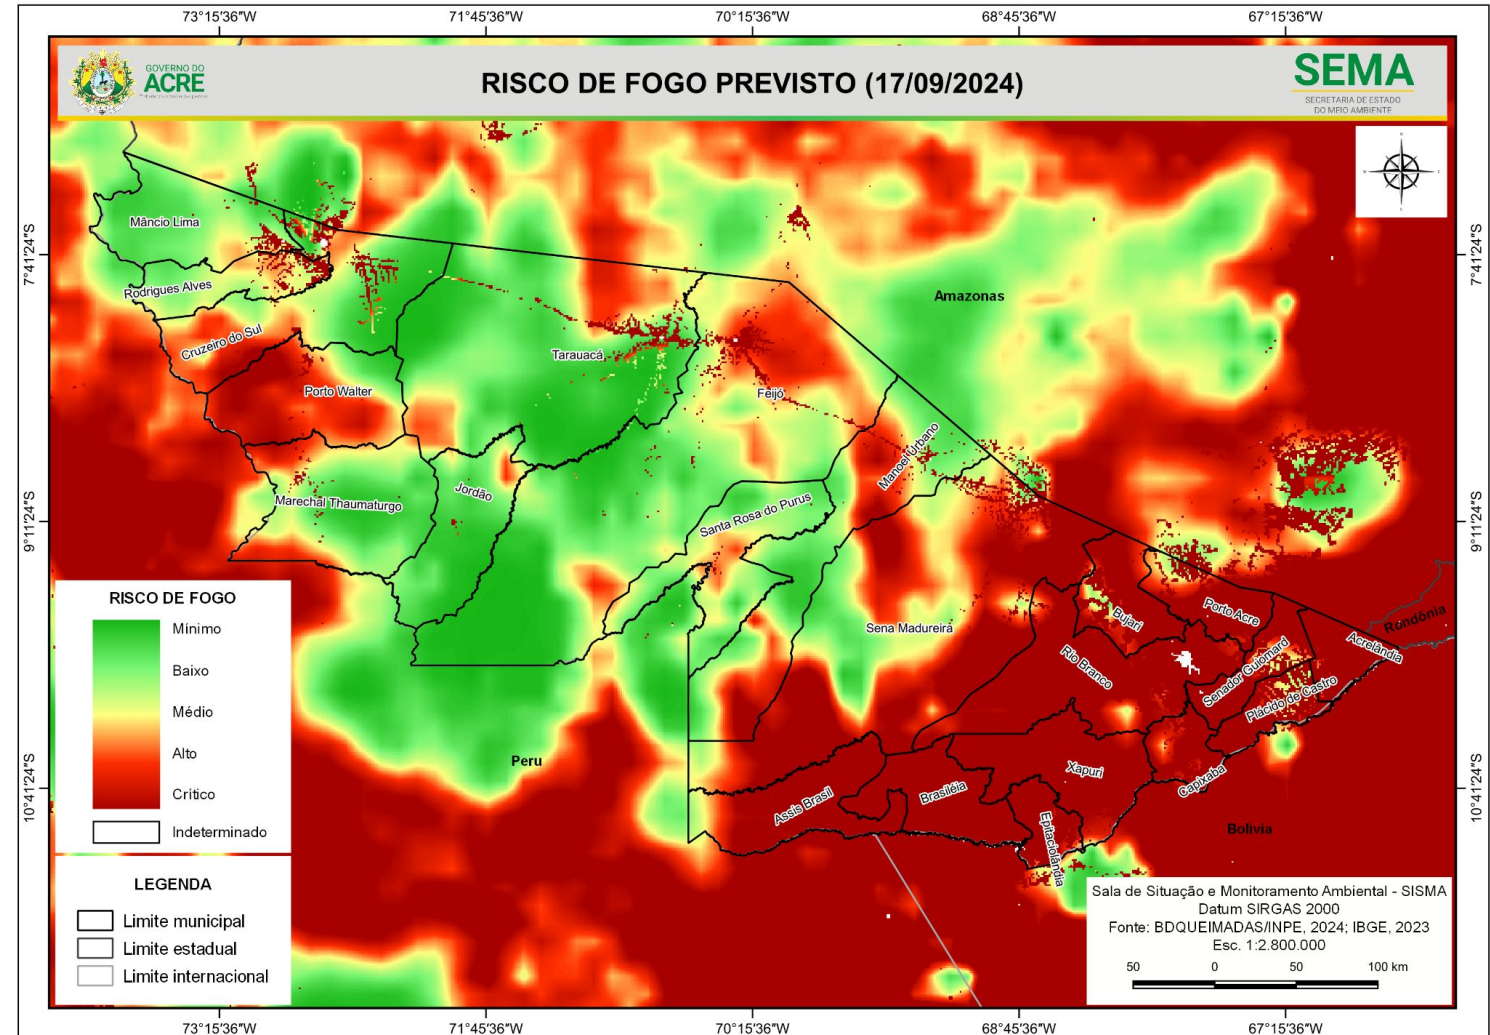 73°15'36"W 71°45'36"W 70°15'36"W 68°45'36"W 67°15'36"W
GOVERNO DO
ACRE
RISCO DE FOGO PREVISTO (17/09/2024)
SEMA
SECRETARIA DE ESTADO
DO MEIO AMBIENTE
Mâncio Lima
7°41'24"S
7°41'24"S
Rodrigues Alves
Amazonas
Cruzeiro do Sul
Tarauacá
Porto Walter
Feijó
Manoel Urbano
Jordão
Marechal Thaumaturgo
Santa Rosa do Purus
9°11'24"S
9°11'24"S
RISCO DE FOGO
Mínimo
Baixo
Médio
Alto
Crítico
Indeterminado
Porto Acre
Bujari
Rondônia
Sena Madureira
Acrelândia
Rio Branco
Senador Guiomard
Plácido de Castro
Peru
Xapuri
Capixaba
Assis Brasil
Brasiléia
Epitaciolândia
Bolivia
10°41'24"S
10°41'24"S
LEGENDA
Limite municipal
Limite estadual
Limite internacional
Sala de Situação e Monitoramento Ambiental - SISMA
Datum SIRGAS 2000
Fonte: BDQUEIMADAS/INPE, 2024; IBGE, 2023
Esc. 1:2.800.000
50 0 50 100 km
73°15'36"W 71°45'36"W 70°15'36"W 68°45'36"W 67°15'36"W